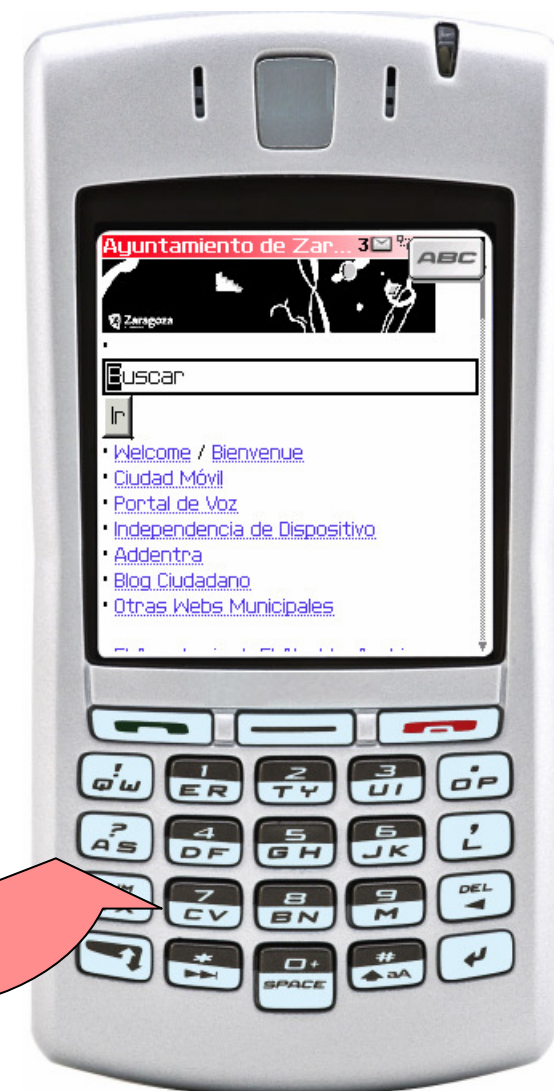 Ayuntamiento de Zar... 3
ABC
Zaragoza
Buscar
Ir
Welcome / Bienvenue
Ciudad Móvil
Portal de Voz
Independencia de Dispositivo
Addentra
Blog Ciudadano
Otras Webs Municipales
! QW 1 ER 2 TY 3 UI . OP
? AS 4 DF 5 GH 6 JK , L
7 CV 8 BN 9 M DEL
* 0+ SPACE # aA